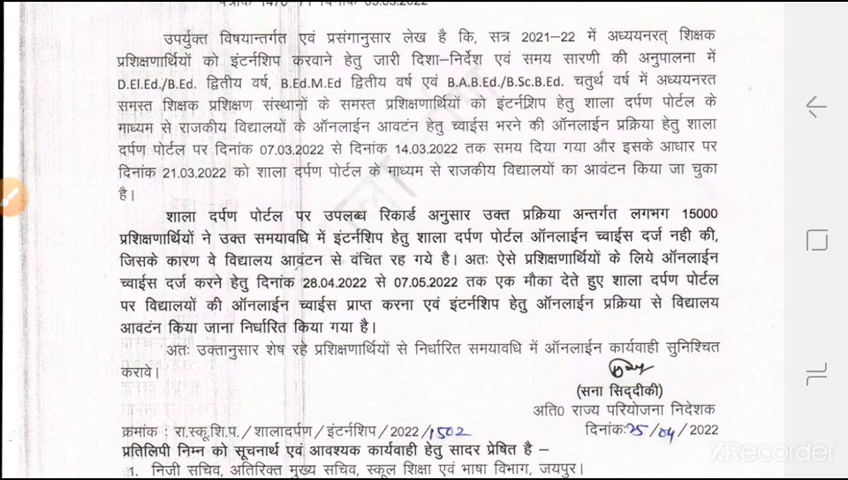 उपर्युक्त विषयान्तर्गत एवं प्रसंगानुसार लेख है कि, सत्र 2021-22 में अध्ययनरत् शिक्षक
प्रशिक्षणार्थियों को इंटर्नशिप करवाने हेतु जारी दिशा–निर्देश एवं समय सारणी की अनुपालना में
D.El.Ed./B.Ed. द्वितीय वर्ष, B.Ed.M.Ed द्वितीय वर्ष एवं B.A.B.Ed./B.Sc.B.Ed. चतुर्थ वर्ष में अध्ययनरत
समस्त शिक्षक प्रशिक्षण संस्थानों के समस्त प्रशिक्षणार्थियों को इंटर्नशिप हेतु शाला दर्पण पोर्टल के
माध्यम से राजकीय विद्यालयों के ऑनलाईन आवटंन हेतु च्वाईस भरने की ऑनलाईन प्रक्रिया हेतु शाला
दर्पण पोर्टल पर दिनांक 07.03.2022 से दिनांक 14.03.2022 तक समय दिया गया और इसके आधार पर
दिनांक 21.03.2022 को शाला दर्पण पोर्टल के माध्यम से राजकीय विद्यालयों का आवंटन किया जा चुका
है।
शाला दर्पण पोर्टल पर उपलब्ध रिकार्ड अनुसार उक्त प्रक्रिया अन्तर्गत लगभग 15000
प्रशिक्षणार्थियों ने उक्त समयावधि में इंटर्नशिप हेतु शाला दर्पण पोर्टल ऑनलाईन च्वाईस दर्ज नही की,
जिसके कारण वे विद्यालय आवटंन से वंचित रह गये है। अतः ऐसे प्रशिक्षणार्थियों के लिये ऑनलाईन
च्वाईस दर्ज करने हेतु दिनांक 28.04.2022 से 07.05.2022 तक एक मौका देते हुए शाला दर्पण पोर्टल
पर विद्यालयों की ऑनलाईन च्वाईस प्राप्त करना एवं इंटर्नशिप हेतु ऑनलाईन प्रक्रिया से विद्यालय
आवटंन किया जाना निर्धारित किया गया है।
अतः उक्तानुसार शेष रहे प्रशिक्षणार्थियों से निर्धारित समयावधि में ऑनलाईन कार्यवाही सुनिश्चित
करावे।
(सना सिद्दीकी)
अति0 राज्य परियोजना निदेशक
क्रमांक : रा.स्कू.शि.प./शालादर्पण/इंटर्नशिप/2022/1502 दिनांक:25/04/2022
प्रतिलिपी निम्न को सूचनार्थ एवं आवश्यक कार्यवाही हेतु सादर प्रेषित है –
1. निजी सचिव, अतिरिक्त मुख्य सचिव, स्कूल शिक्षा एवं भाषा विभाग, जयपुर।
XRecorder